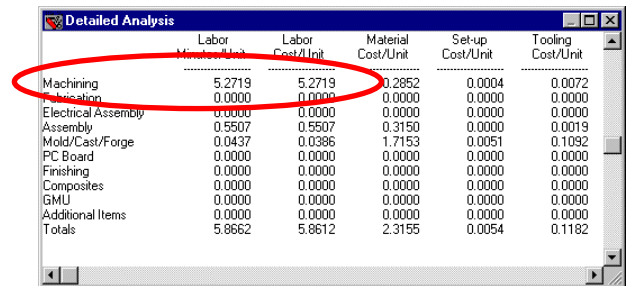 Detailed Analysis
Labor Labor Material Set-up Tooling
Minutes/Unit Cost/Unit Cost/Unit Cost/Unit Cost/Unit
Machining 5.2719 5.2719 0.2852 0.0004 0.0072
Fabrication 0.0000 0.0000 0.0000 0.0000 0.0000
Electrical Assembly 0.0000 0.0000 0.0000 0.0000 0.0000
Assembly 0.5507 0.5507 0.3150 0.0000 0.0019
Mold/Cast/Forge 0.0437 0.0386 1.7153 0.0051 0.1092
PC Board 0.0000 0.0000 0.0000 0.0000 0.0000
Finishing 0.0000 0.0000 0.0000 0.0000 0.0000
Composites 0.0000 0.0000 0.0000 0.0000 0.0000
GMU 0.0000 0.0000 0.0000 0.0000 0.0000
Additional Items 0.0000 0.0000 0.0000 0.0000 0.0000
Totals 5.8662 5.8612 2.3155 0.0054 0.1182